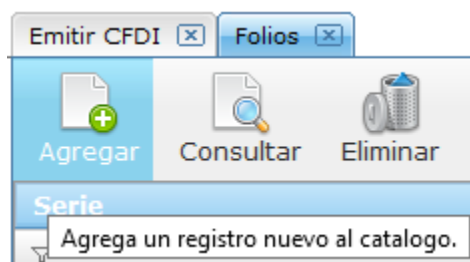 Emitir CFDI Folios
Agregar Consultar Eliminar
Serie
Agrega un registro nuevo al catalogo.